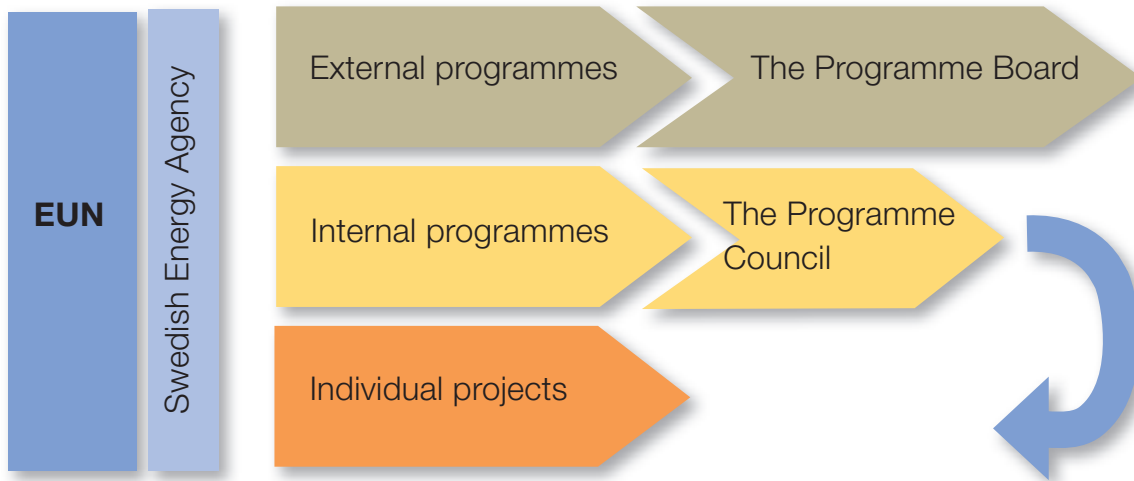 EUN
Swedish Energy Agency
External programmes
The Programme Board
Internal programmes
The Programme
Council
Individual projects